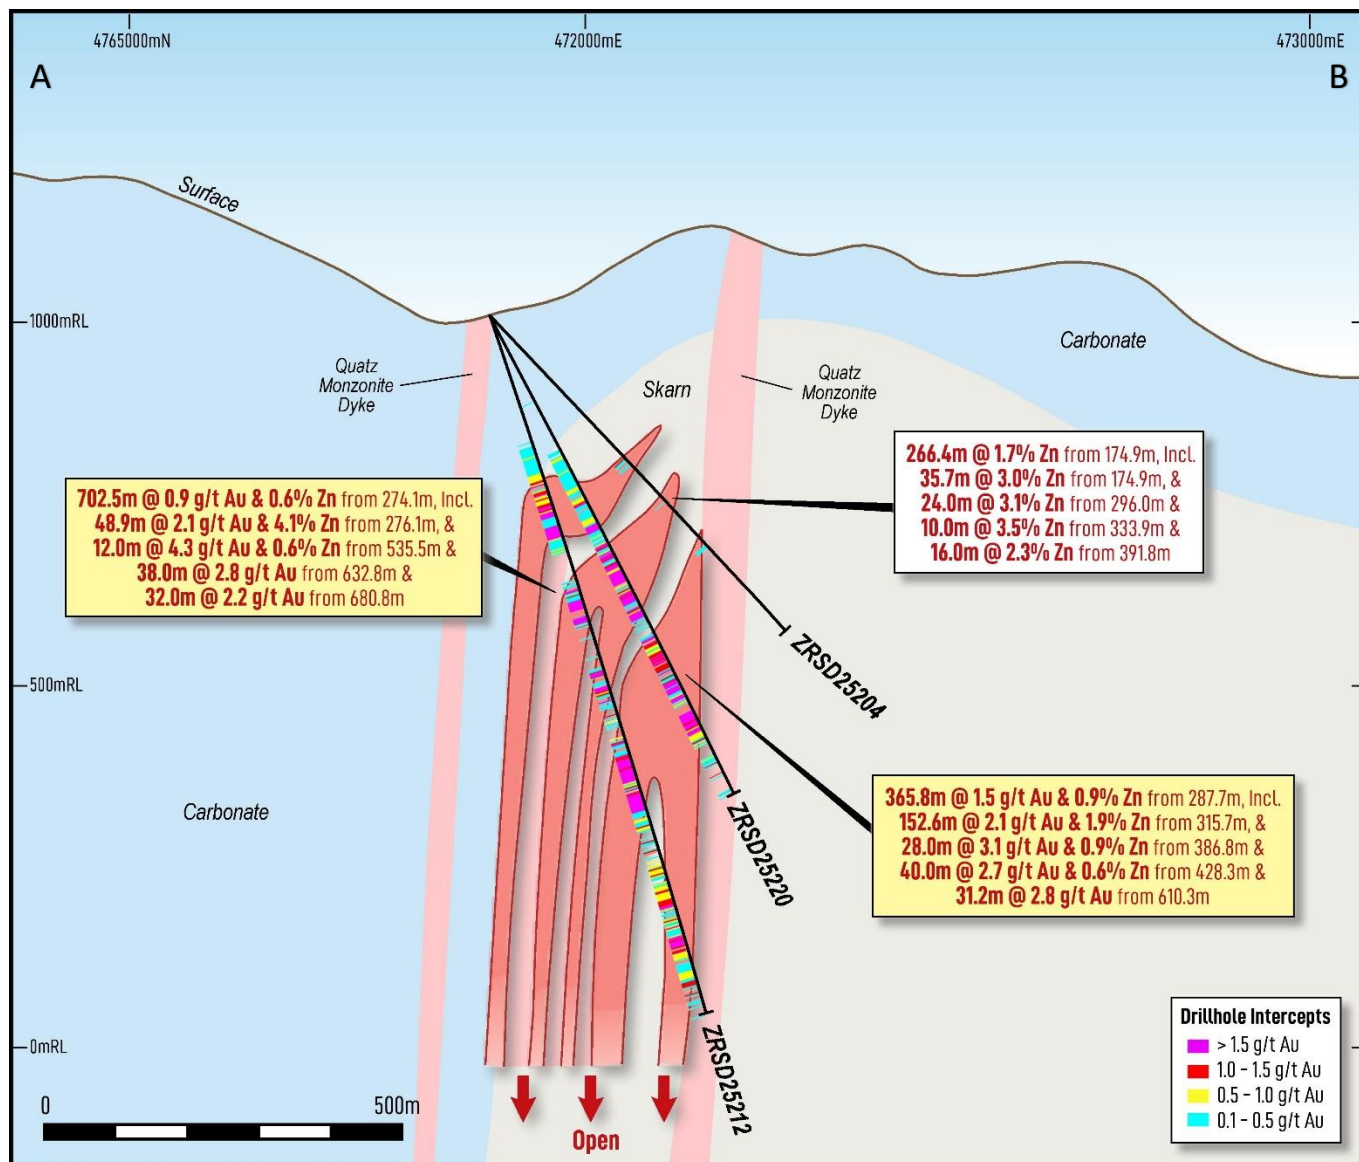 4765000mN
472000mE
473000mE
A
B
Surface
1000mRL
Carbonate
Quatz
Monzonite
Dyke
Skarn
Quatz
Monzonite
Dyke
266.4m @ 1.7% Zn from 174.9m, Incl.
35.7m @ 3.0% Zn from 174.9m, &
24.0m @ 3.1% Zn from 296.0m &
10.0m @ 3.5% Zn from 333.9m &
16.0m @ 2.3% Zn from 391.8m
702.5m @ 0.9 g/t Au & 0.6% Zn from 274.1m, Incl.
48.9m @ 2.1 g/t Au & 4.1% Zn from 276.1m, &
12.0m @ 4.3 g/t Au & 0.6% Zn from 535.5m &
38.0m @ 2.8 g/t Au from 632.8m &
32.0m @ 2.2 g/t Au from 680.8m
ZRSD25204
500mRL
ZRSD25220
Carbonate
365.8m @ 1.5 g/t Au & 0.9% Zn from 287.7m, Incl.
152.6m @ 2.1 g/t Au & 1.9% Zn from 315.7m, &
28.0m @ 3.1 g/t Au & 0.9% Zn from 386.8m &
40.0m @ 2.7 g/t Au & 0.6% Zn from 428.3m &
31.2m @ 2.8 g/t Au from 610.3m
ZRSD25212
0mRL
0
500m
Open
Drillhole Intercepts
> 1.5 g/t Au
1.0 - 1.5 g/t Au
0.5 - 1.0 g/t Au
0.1 - 0.5 g/t Au